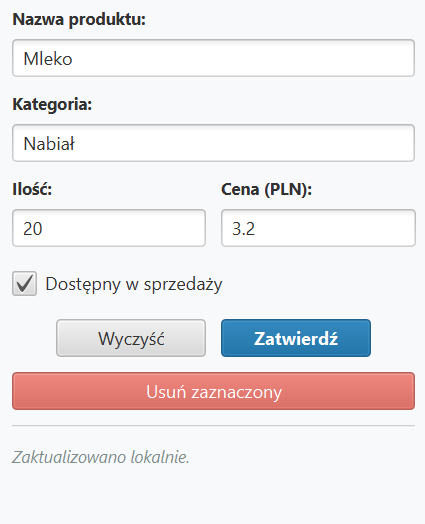 Nazwa produktu:
Mleko
Kategoria:
Nabiał
Ilość: Cena (PLN):
20 3.2
Dostępny w sprzedaży
Wyczyść Zatwierdź
Usuń zaznaczony
Zaktualizowano lokalnie.